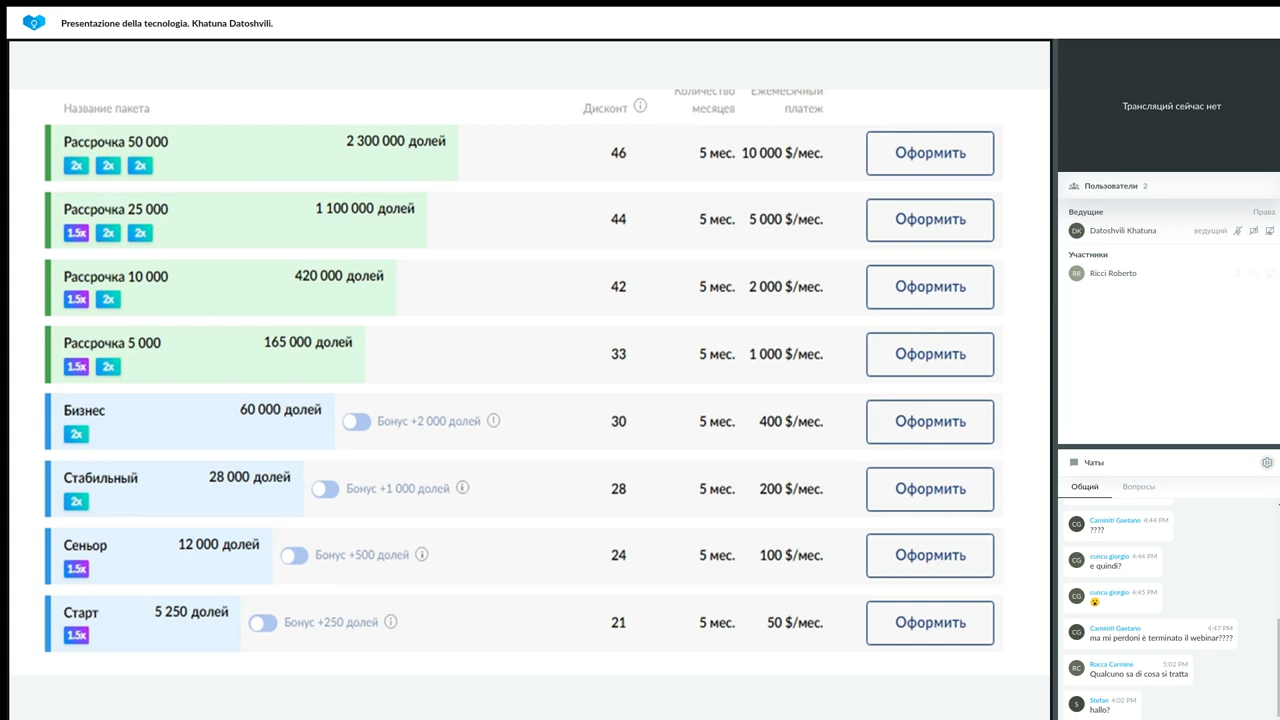 Presentazione della tecnologia. Khatuna Datoshvili.
Название пакета
Дисконт
Количество месяцев
Ежемесячный платеж
Рассрочка 50 000 2 300 000 долей 46 5 мес. 10 000 $/мес. Оформить
2x 2x 2x
Рассрочка 25 000 1 100 000 долей 44 5 мес. 5 000 $/мес. Оформить
1.5x 2x 2x
Рассрочка 10 000 420 000 долей 42 5 мес. 2 000 $/мес. Оформить
1.5x 2x
Рассрочка 5 000 165 000 долей 33 5 мес. 1 000 $/мес. Оформить
1.5x 2x
Бизнес 60 000 долей Бонус +2 000 долей 30 5 мес. 400 $/мес. Оформить
2x
Стабильный 28 000 долей Бонус +1 000 долей 28 5 мес. 200 $/мес. Оформить
2x
Сеньор 12 000 долей Бонус +500 долей 24 5 мес. 100 $/мес. Оформить
1.5x
Старт 5 250 долей Бонус +250 долей 21 5 мес. 50 $/мес. Оформить
1.5x
Трансляций сейчас нет
Пользователи 2
Ведущие Права
DK Datoshvili Khatuna ведущий
Участники
RR Ricci Roberto
Чаты
Общий Вопросы
CG Caminiti Gaetano 4:44 PM
????
CG cuncu giorgio 4:44 PM
e quindi?
CG cuncu giorgio 4:45 PM
😮
CG Caminiti Gaetano 4:47 PM
ma mi perdoni è terminato il webinar????
RC Rocca Carmine 5:02 PM
Qualcuno sa di cosa si tratta
S Stefan 4:02 PM
hallo?